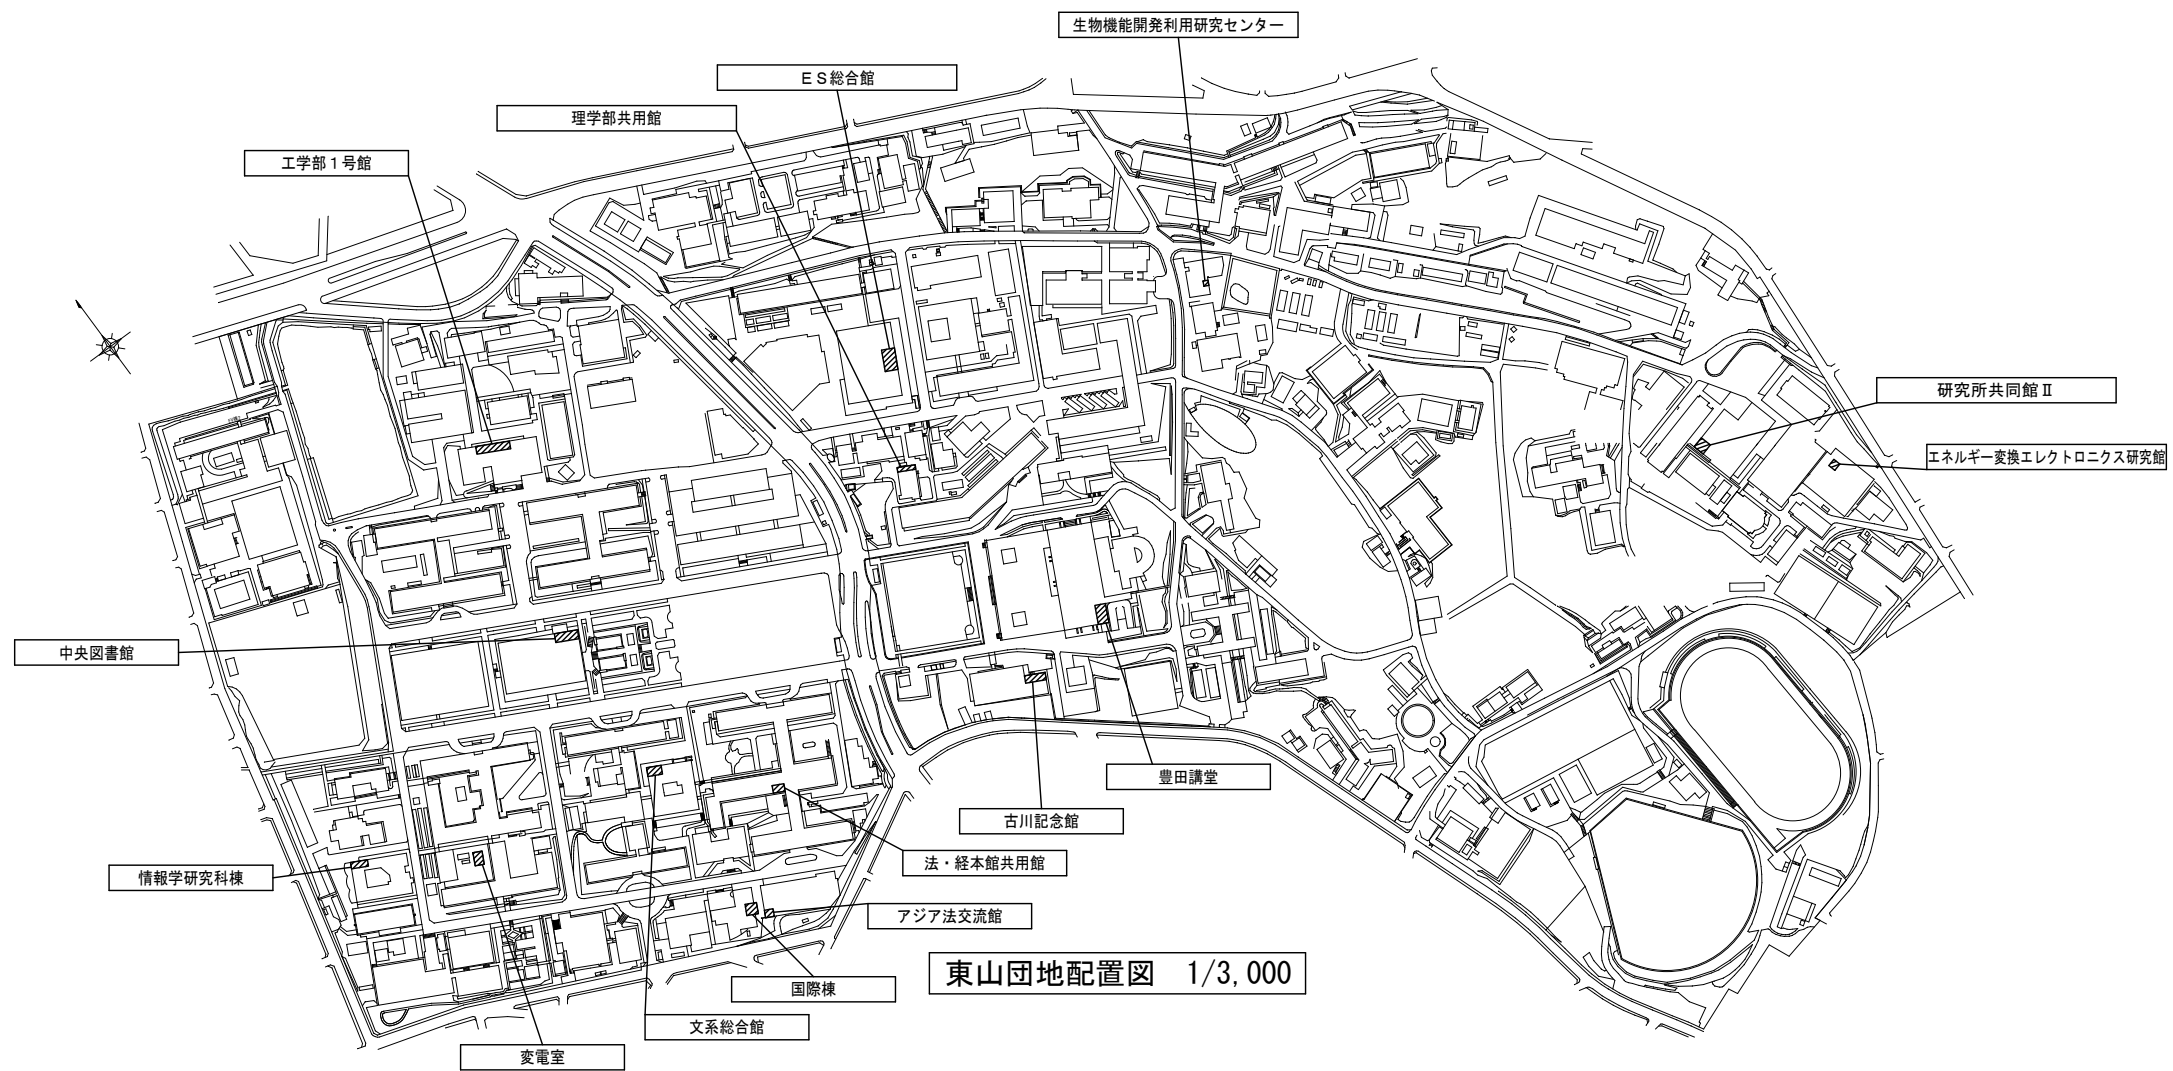 生物機能開発利用研究センター
ＥＳ総合館
理学部共用館
工学部１号館
研究所共同館Ⅱ
エネルギー変換エレクトロニクス研究館
中央図書館
豊田講堂
古川記念館
法・経本館共用館
情報学研究科棟
アジア法交流館
東山団地配置図　1/3,000
国際棟
文系総合館
変電室